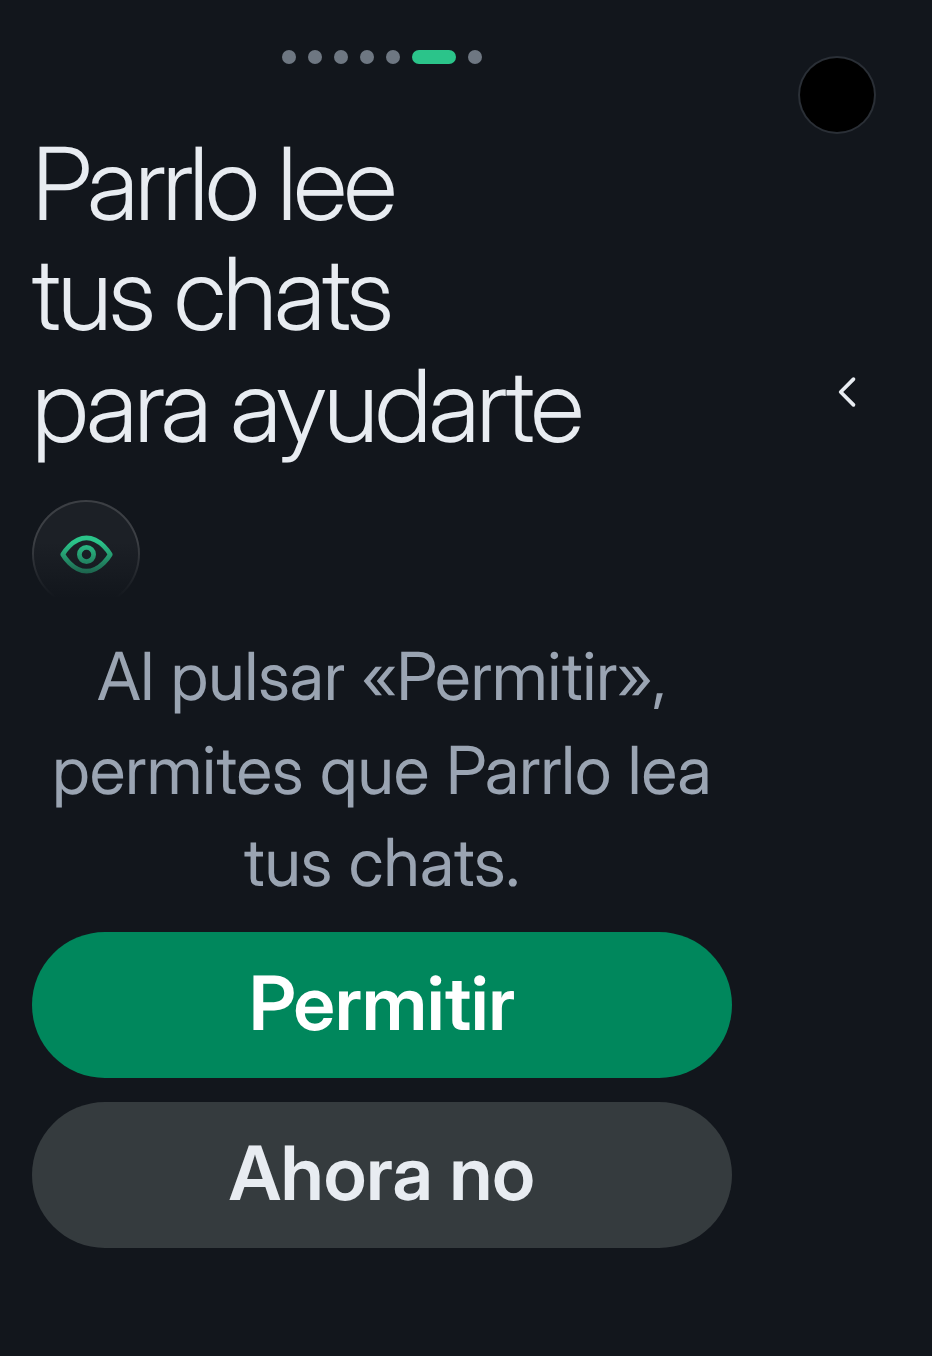 Parrlo lee
tus chats
para ayudarte
Al pulsar «Permitir»,
permites que Parrlo lea
tus chats.
Permitir
Ahora no